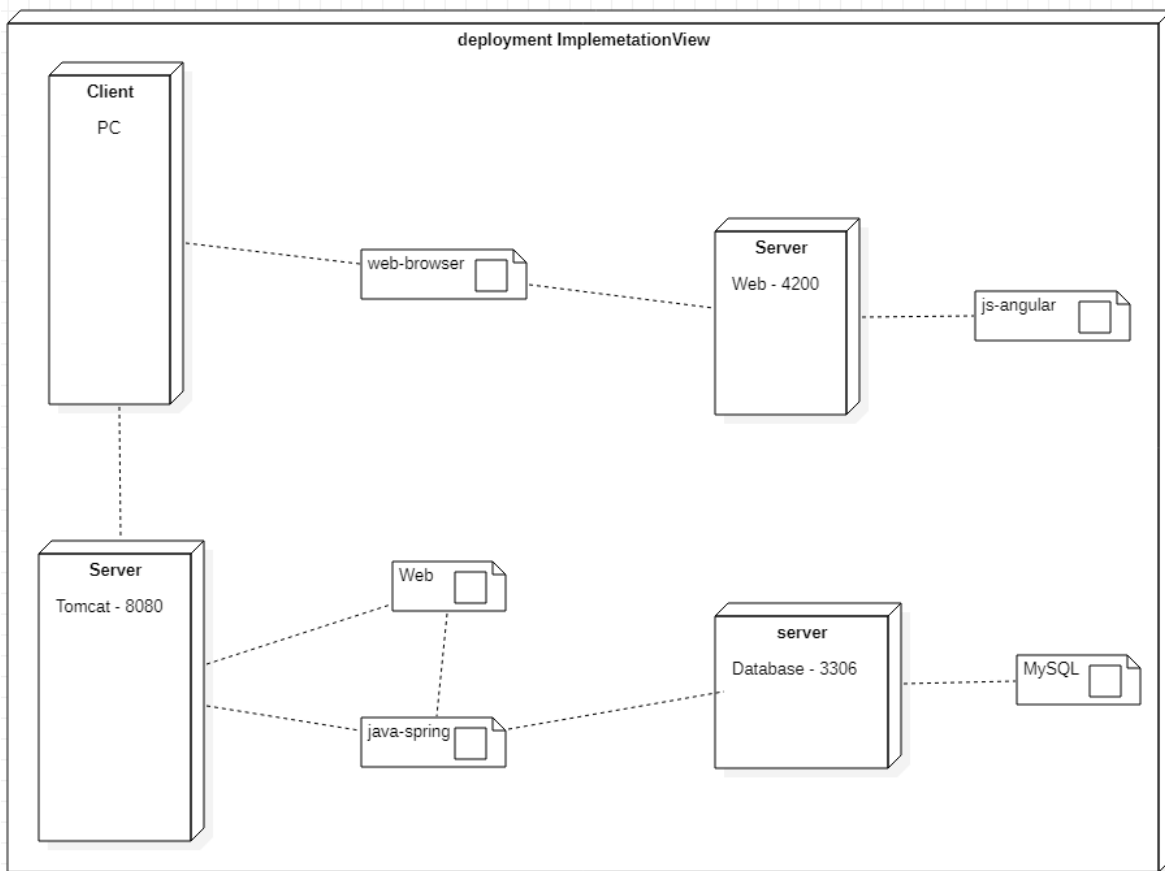 deployment ImplemetationView
Client
PC
web-browser
Server
Web - 4200
js-angular
Server
Tomcat - 8080
Web
java-spring
server
Database - 3306
MySQL